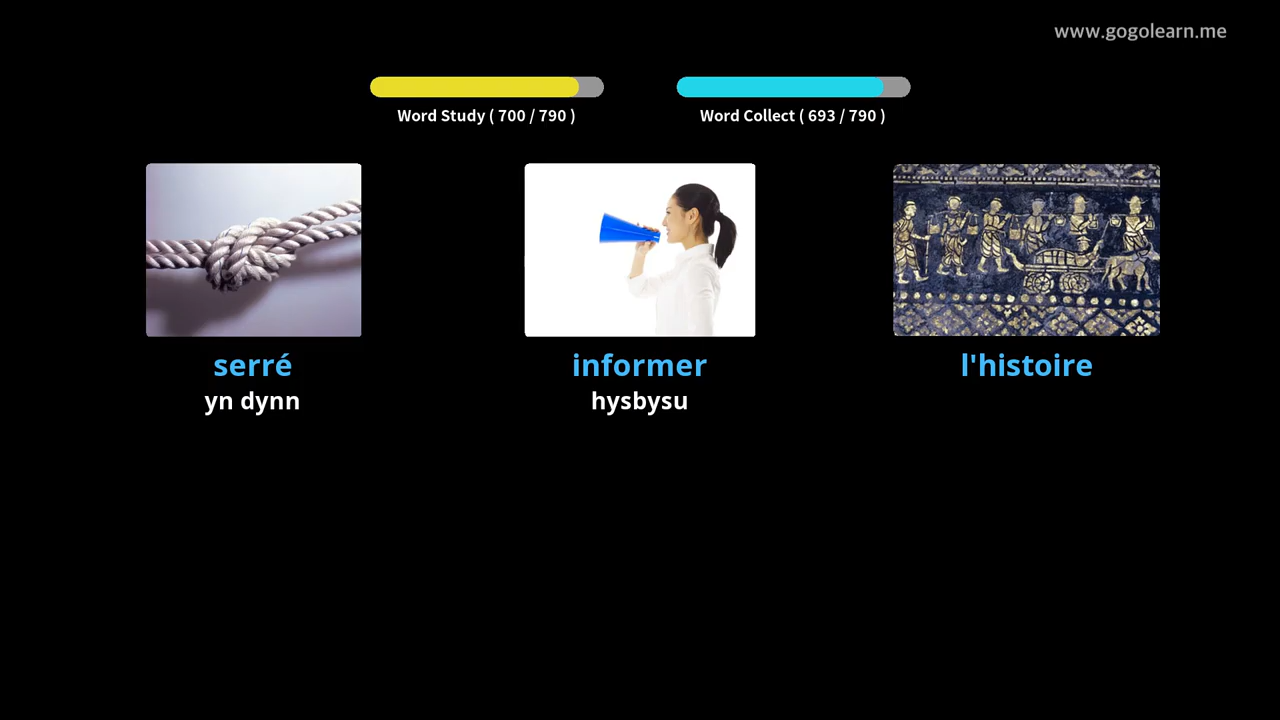 www.gogolearn.me
Word Study ( 700 / 790 )
Word Collect ( 693 / 790 )
serré
yn dynn
informer
hysbysu
l'histoire